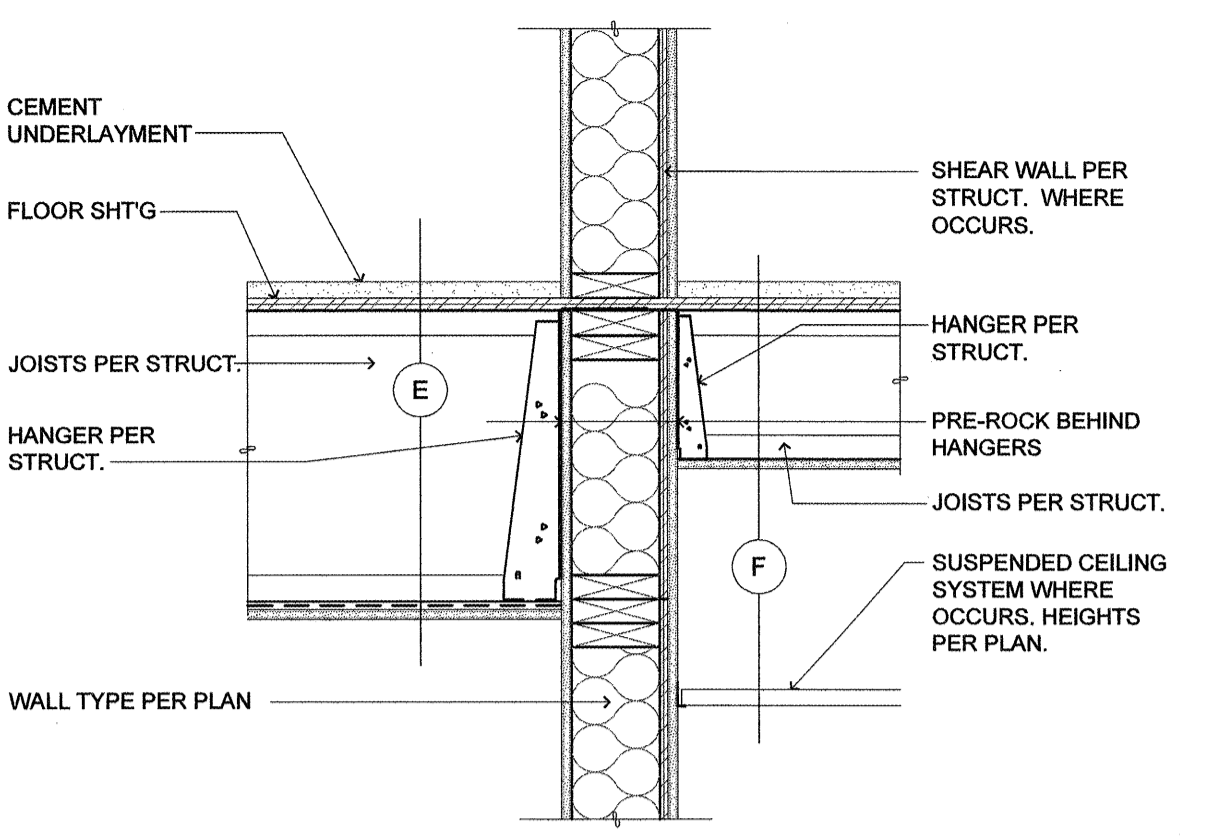 CEMENT
UNDERLAYMENT
FLOOR SHT'G
JOISTS PER STRUCT.
HANGER PER
STRUCT.
WALL TYPE PER PLAN
E
SHEAR WALL PER
STRUCT. WHERE
OCCURS.
HANGER PER
STRUCT.
PRE-ROCK BEHIND
HANGERS
JOISTS PER STRUCT.
F
SUSPENDED CEILING
SYSTEM WHERE
OCCURS. HEIGHTS
PER PLAN.